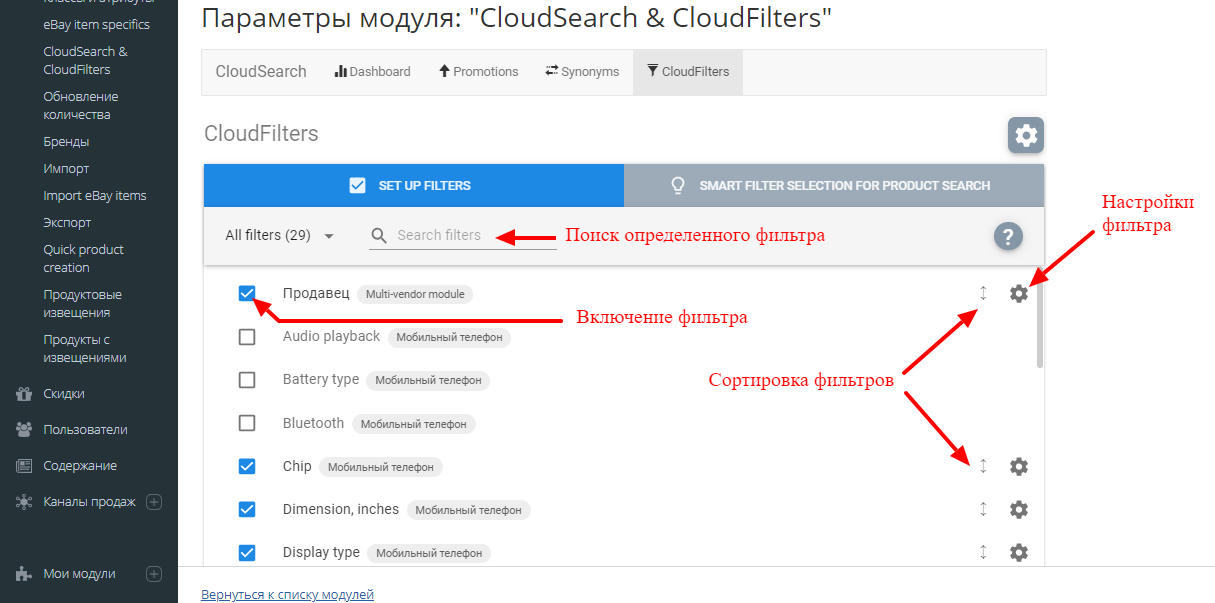 Классы и атрибуты
eBay item specifics
CloudSearch &
CloudFilters
Обновление
количества
Бренды
Импорт
Import eBay items
Экспорт
Quick product
creation
Продуктовые
извещения
Продукты с
извещениями
Скидки
Пользователи
Содержание
Каналы продаж
Мои модули
Параметры модуля: "CloudSearch & CloudFilters"
CloudSearch Dashboard Promotions Synonyms CloudFilters
CloudFilters
SET UP FILTERS SMART FILTER SELECTION FOR PRODUCT SEARCH
All filters (29) Search filters Поиск определенного фильтра ?
Настройки
фильтра
Продавец Multi-vendor module
Включение фильтра
Audio playback Мобильный телефон
Battery type Мобильный телефон
Сортировка фильтров
Bluetooth Мобильный телефон
Chip Мобильный телефон
Dimension, inches Мобильный телефон
Display type Мобильный телефон
Вернуться к списку модулей